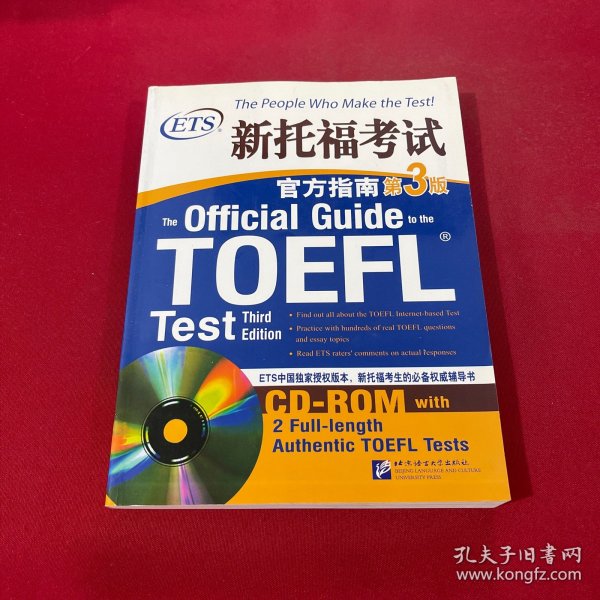 The People Who Make the Test!
ETS®
新托福考试
官方指南 第3版
The Official Guide to the
TOEFL®
Test Third Edition
• Find out all about the TOEFL Internet-based Test
• Practice with hundreds of real TOEFL questions
and essay topics
• Read ETS raters' comments on actual responses
ETS中国独家授权版本，新托福考生的必备权威辅导书
CD-ROM with
2 Full-length
Authentic TOEFL Tests
北京语言大学出版社
BEIJING LANGUAGE AND CULTURE
UNIVERSITY PRESS
孔夫子旧书网
www.kongfz.com